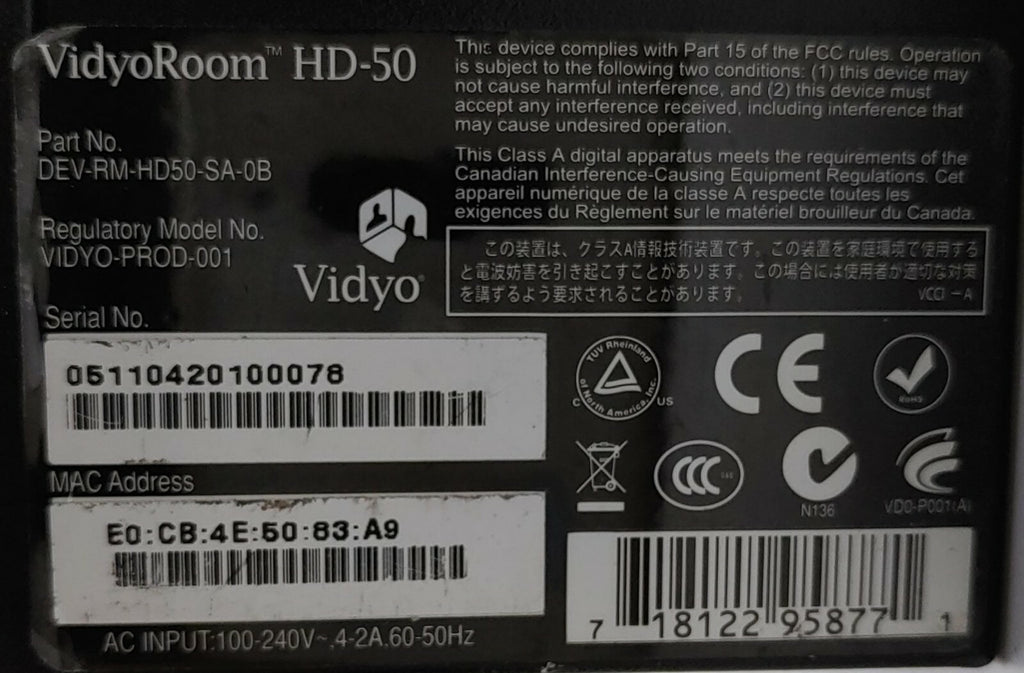 VidyoRoom™ HD-50
Part No.
DEV-RM-HD50-SA-0B
Regulatory Model No.
VIDYO-PROD-001
Vidyo®
Serial No.
05110420100078
MAC Address
E0:CB:4E:50:83:A9
AC INPUT:100-240V~,4-2A.60-50Hz
This device complies with Part 15 of the FCC rules. Operation
is subject to the following two conditions: (1) this device may
not cause harmful interference, and (2) this device must
accept any interference received, including interference that
may cause undesired operation.
This Class A digital apparatus meets the requirements of the
Canadian Interference-Causing Equipment Regulations. Cet
appareil numérique de la classe A respecte toutes les
exigences du Règlement sur le matériel brouilleur du Canada.
この装置は、クラスA情報技術装置です。この装置を家庭環境で使用する
と電波妨害を引き起こすことがあります。この場合には使用者が適切な対策
を講ずるよう要求されることがあります。 VCCI-A
TUV Rheinland
of North America, Inc.
C US
CE
RoHS
CCC
N136
VD0-P001(A)
7 18122 95877 1